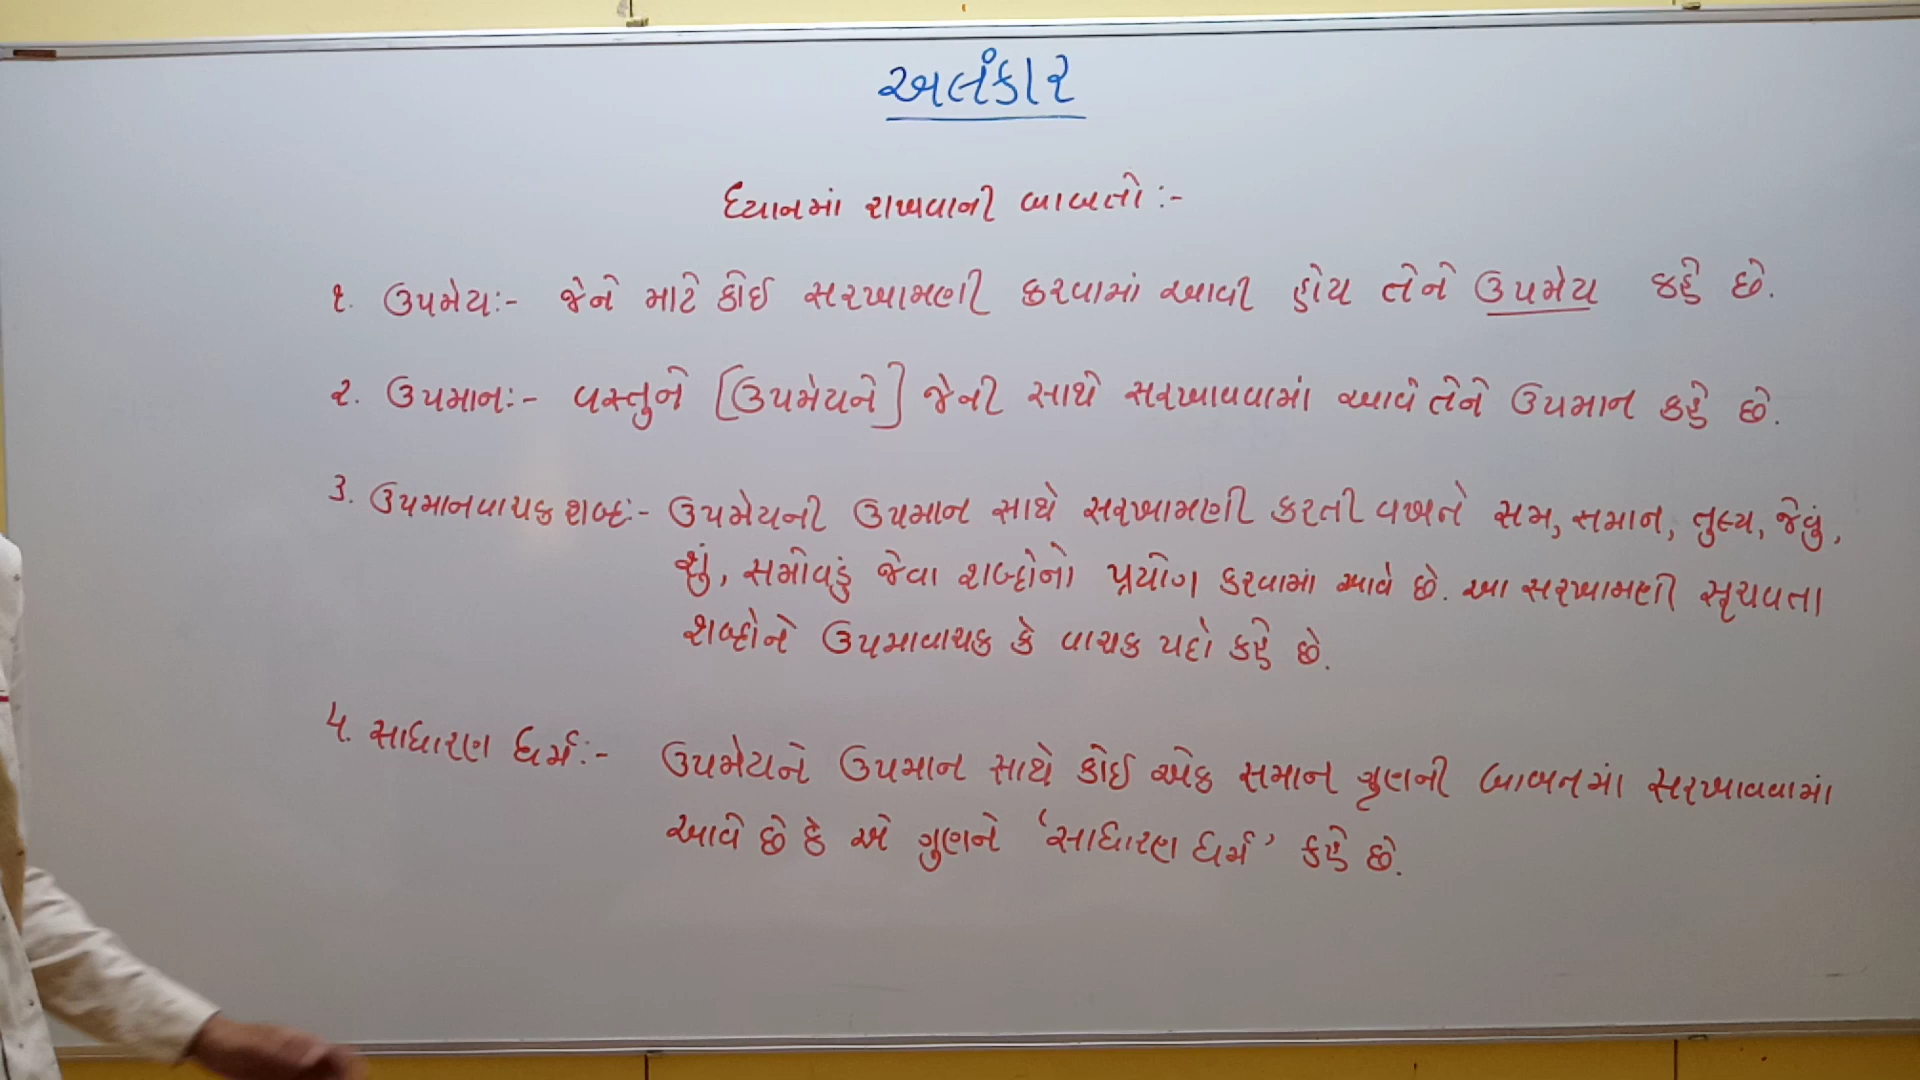 અલંકાર
ધ્યાનમાં રાખવાની બાબતો :-
૧. ઉપમેય:- જેને માટે કોઈ સરખામણી કરવામાં આવી હોય તેને ઉપમેય કહે છે.
૨. ઉપમાન:- વસ્તુને [ઉપમેયને] જેની સાથે સરખાવવામાં આવે તેને ઉપમાન કહે છે.
૩. ઉપમાનવાચક શબ્દ:- ઉપમેયની ઉપમાન સાથે સરખામણી કરતી વખતે સમ, સમાન, તુલ્ય, જેવું,
શું, સમોવડું જેવા શબ્દોનો પ્રયોગ કરવામાં આવે છે. આ સરખામણી સૂચવતા
શબ્દોને ઉપમાવાચક કે વાચક પદો કહે છે.
૪. સાધારણ ધર્મ:- ઉપમેયને ઉપમાન સાથે કોઈ એક સમાન ગુણની બાબતમાં સરખાવવામાં
આવે છે કે એ ગુણને ‘સાધારણ ધર્મ’ કહે છે.